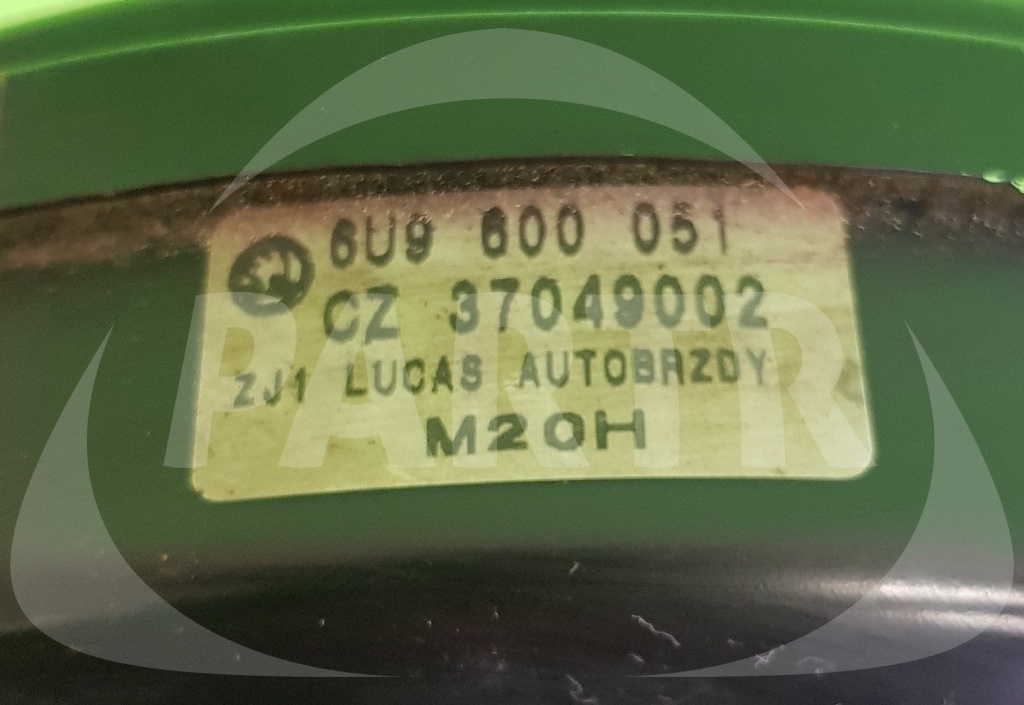 6U9 600 051
CZ 37049002
ZJ1 LUCAS AUTOBRZDY
M20H
PARTR